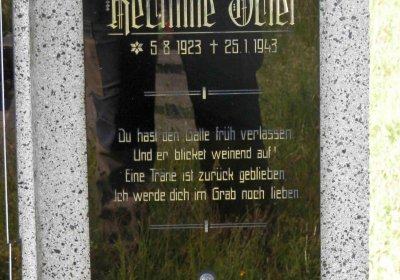 ✶ 5.8.1923 † 25.1.1943
Du hast den Gatte früh verlassen,
Und er blicket weinend auf!
Eine Träne ist zurück geblieben,
Ich werde dich im Grab noch lieben.